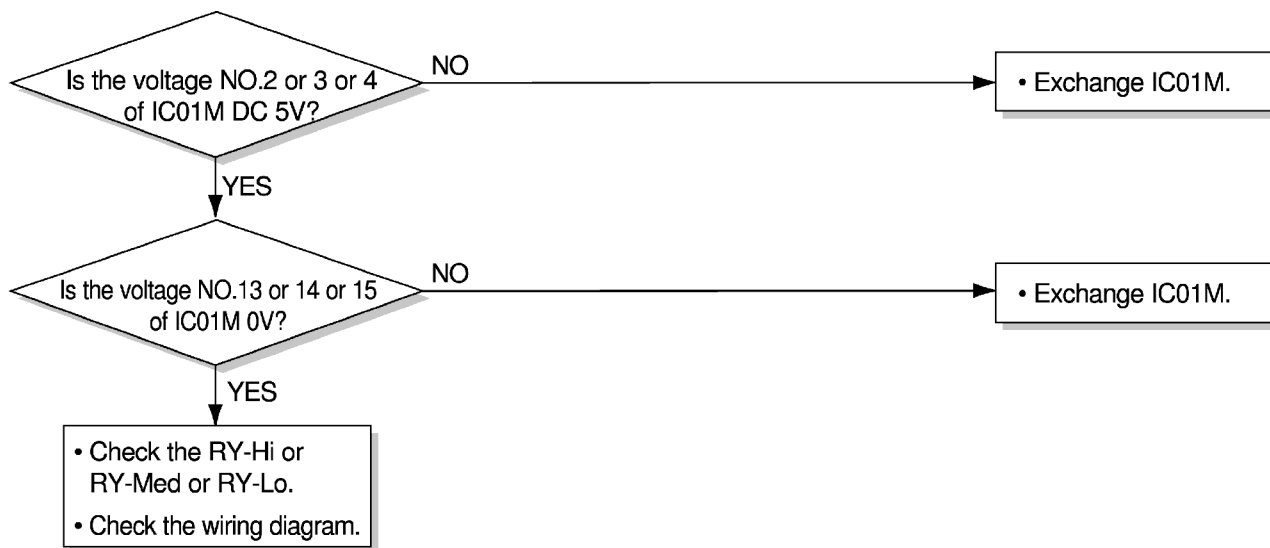 Is the voltage NO.2 or 3 or 4
of IC01M DC 5V?
NO
• Exchange IC01M.
YES
Is the voltage NO.13 or 14 or 15
of IC01M 0V?
NO
• Exchange IC01M.
YES
• Check the RY-Hi or
RY-Med or RY-Lo.
• Check the wiring diagram.